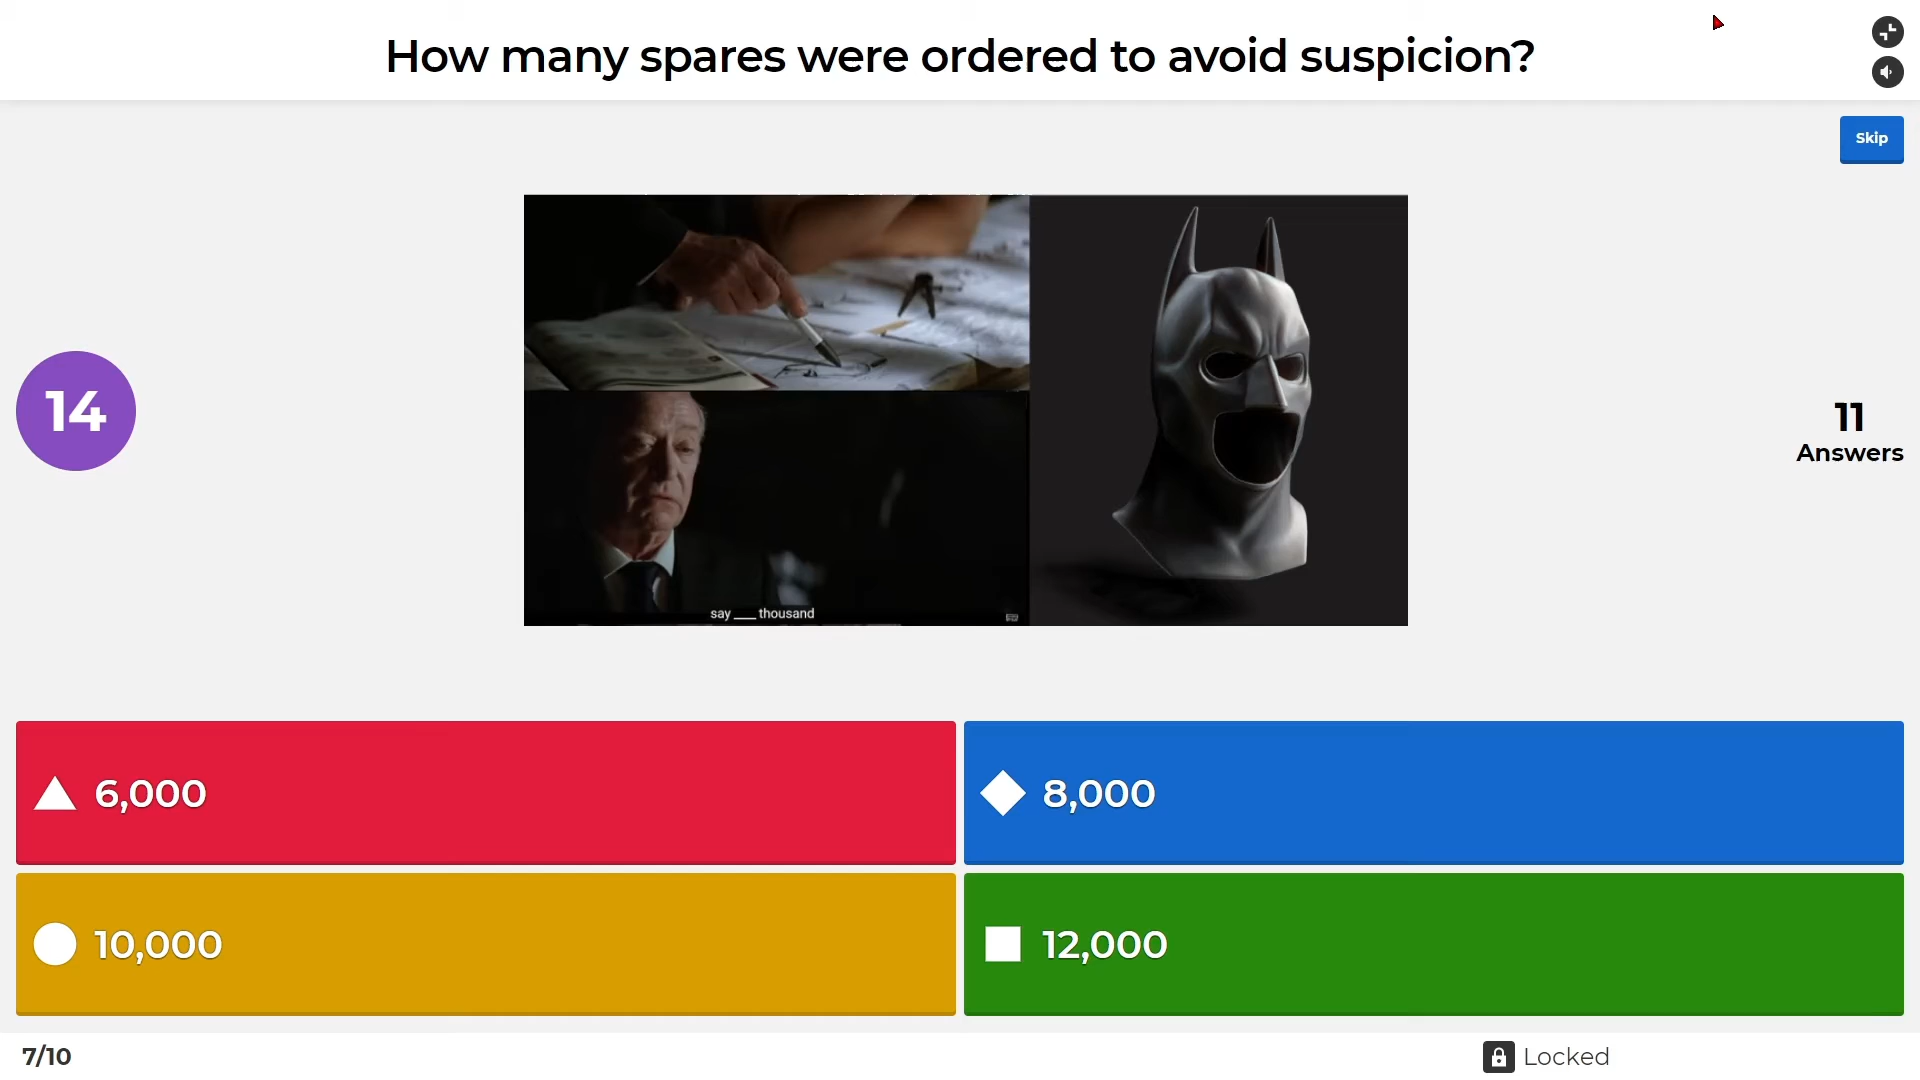 How many spares were ordered to avoid suspicion?
Skip
14
say ___ thousand
11
Answers
6,000
8,000
10,000
12,000
7/10
Locked